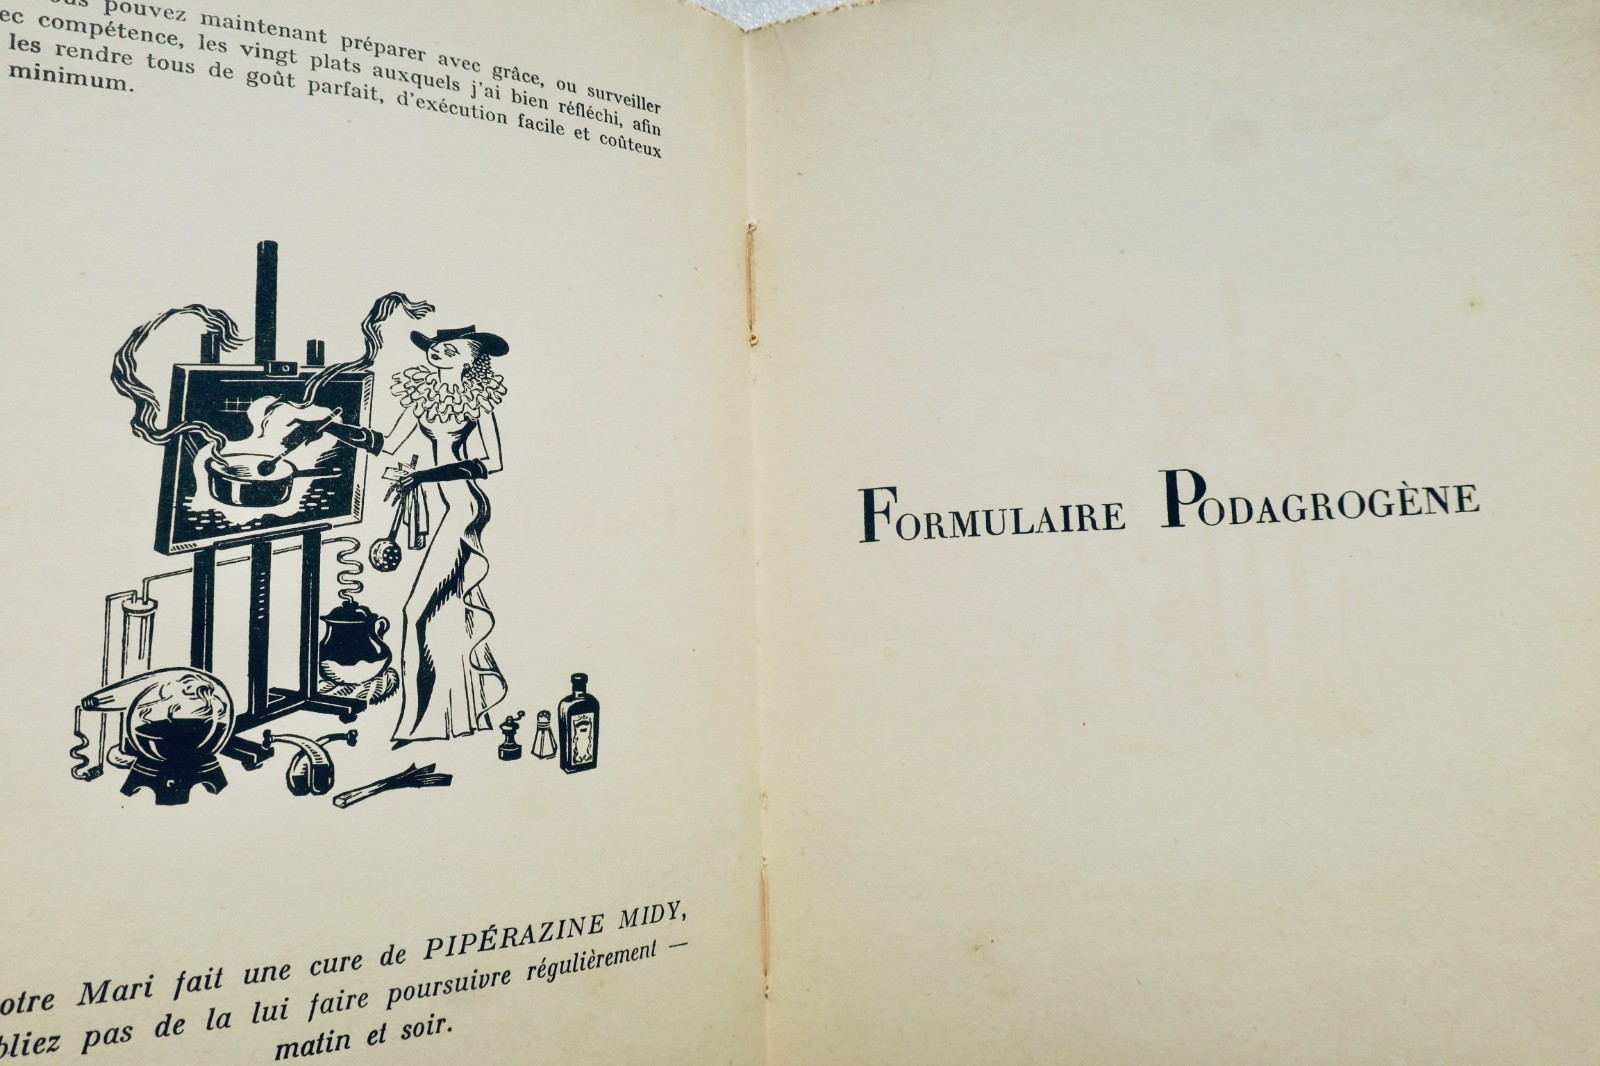 pouvez maintenant préparer avec grâce, ou surveiller
compétence, les vingt plats auxquels j'ai bien réfléchi, afin
les rendre tous de goût parfait, d'exécution facile et coûteux
minimum.
otre Mari fait une cure de PIPÉRAZINE MIDY,
bliez pas de la lui faire poursuivre régulièrement —
matin et soir.
FORMULAIRE PODAGROGÈNE